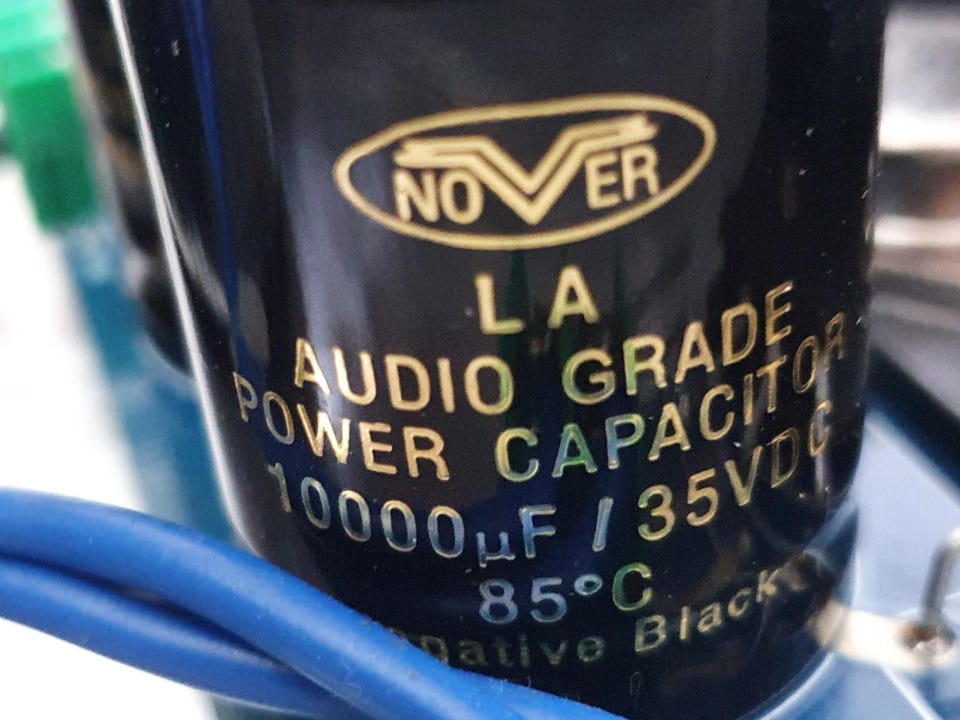 NOVER
LA
AUDIO GRADE
POWER CAPACITOR
10000µF / 35VDC
85°C
Black